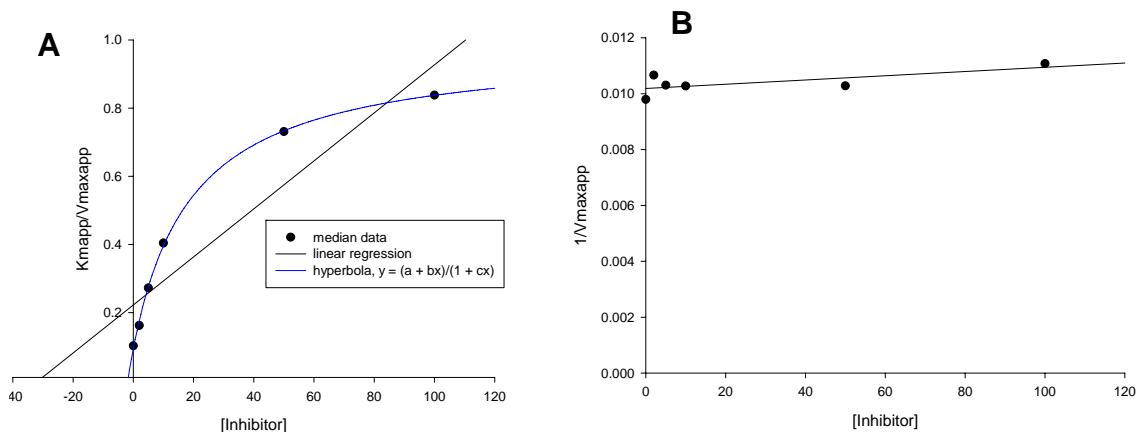 A
Kmapp/Vmaxapp
1.0
0.8
0.6
0.4
0.2
median data
linear regression
hyperbola, y = (a + bx)/(1 + cx)
40 -20 0 20 40 60 80 100 120
[Inhibitor]
B
1/Vmaxapp
0.012
0.010
0.008
0.006
0.004
0.002
0.000
0 20 40 60 80 100 120
[Inhibitor]